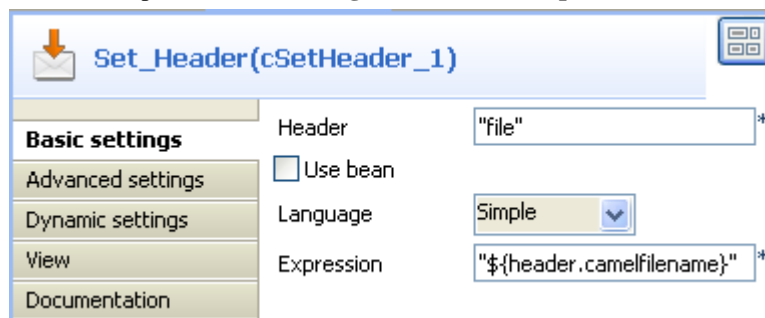 Set_Header(cSetHeader_1)
Basic settings
Advanced settings
Dynamic settings
View
Documentation
Header "file" *
Use bean
Language Simple
Expression "${header.camelfilename}" *